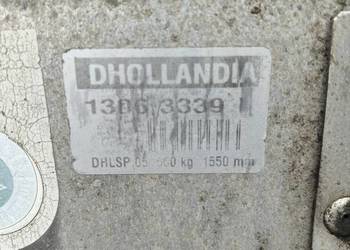 DHOLLANDIA
1306 3339
DHLSP 05 kg 1550 mm